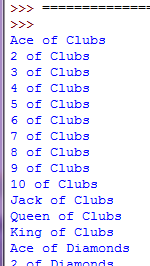 >>> ==============
>>>
Ace of Clubs
2 of Clubs
3 of Clubs
4 of Clubs
5 of Clubs
6 of Clubs
7 of Clubs
8 of Clubs
9 of Clubs
10 of Clubs
Jack of Clubs
Queen of Clubs
King of Clubs
Ace of Diamonds
2 of Diamonds